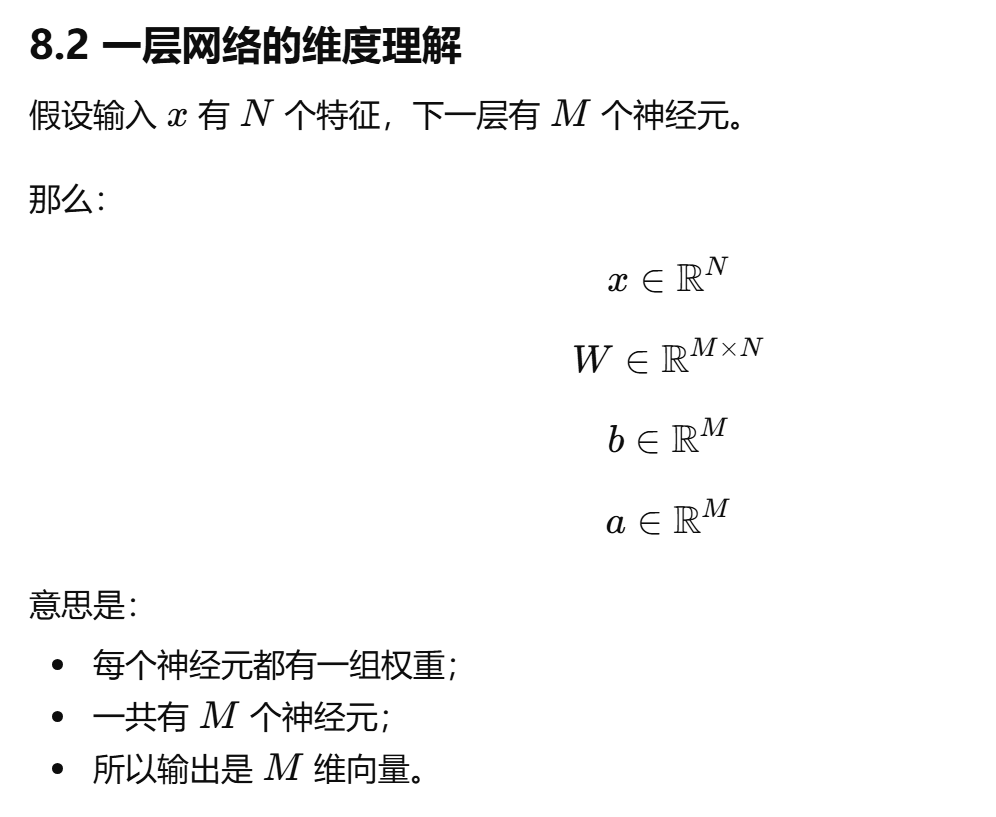 8.2 一层网络的维度理解
假设输入 x 有 N 个特征，下一层有 M 个神经元。
那么：
x ∈ ℝ^N
W ∈ ℝ^{M×N}
b ∈ ℝ^M
a ∈ ℝ^M
意思是：
• 每个神经元都有一组权重；
• 一共有 M 个神经元；
• 所以输出是 M 维向量。